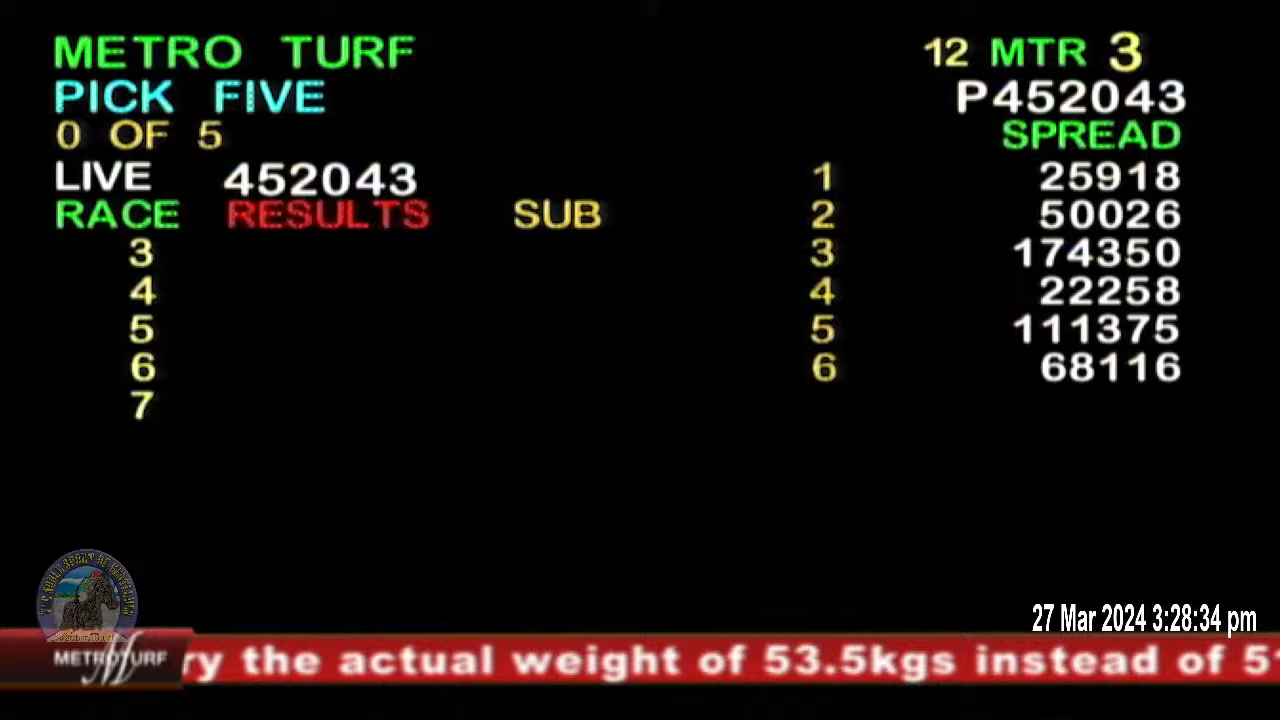 METRO TURF 12 MTR 3
PICK FIVE P452043
0 OF 5 SPREAD
LIVE 452043 1 25918
RACE RESULTS SUB 2 50026
3 3 174350
4 4 22258
5 5 111375
6 6 68116
7
27 Mar 2024 3:28:34 pm
METROTURF ry the actual weight of 53.5kgs instead of 51